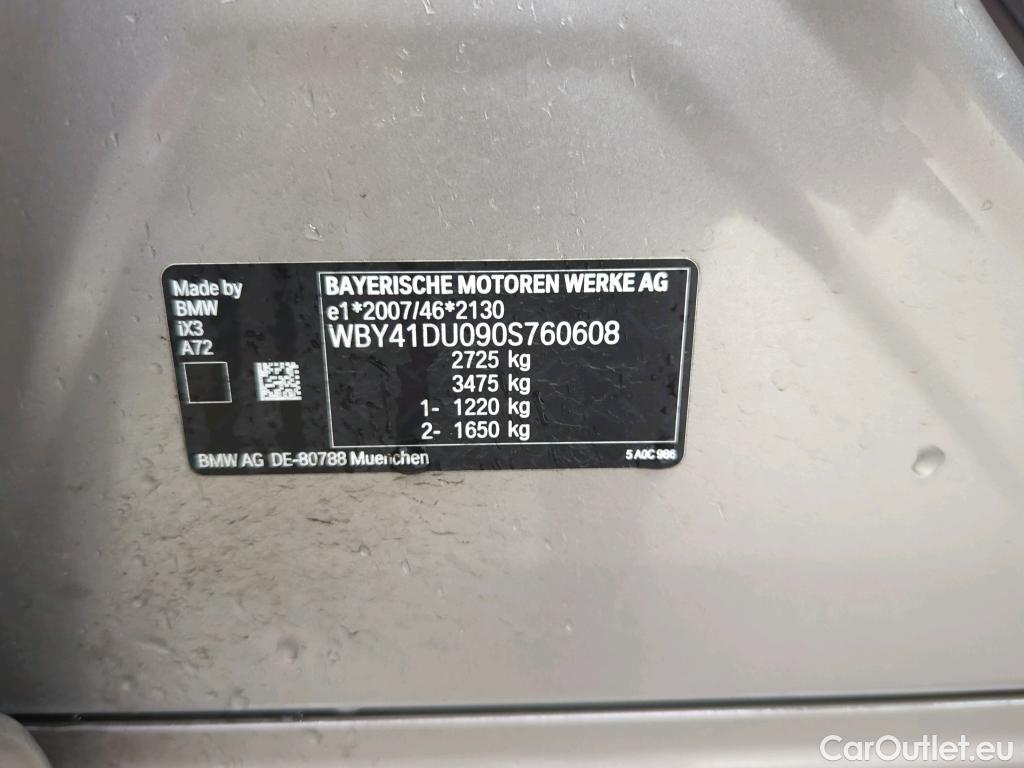 Made by
BMW
iX3
A72
BAYERISCHE MOTOREN WERKE AG
e1*2007/46*2130
WBY41DU090S760608
2725 kg
3475 kg
1- 1220 kg
2- 1650 kg
BMW AG DE-80788 Muenchen
5 A0C 986
CarOutlet.eu